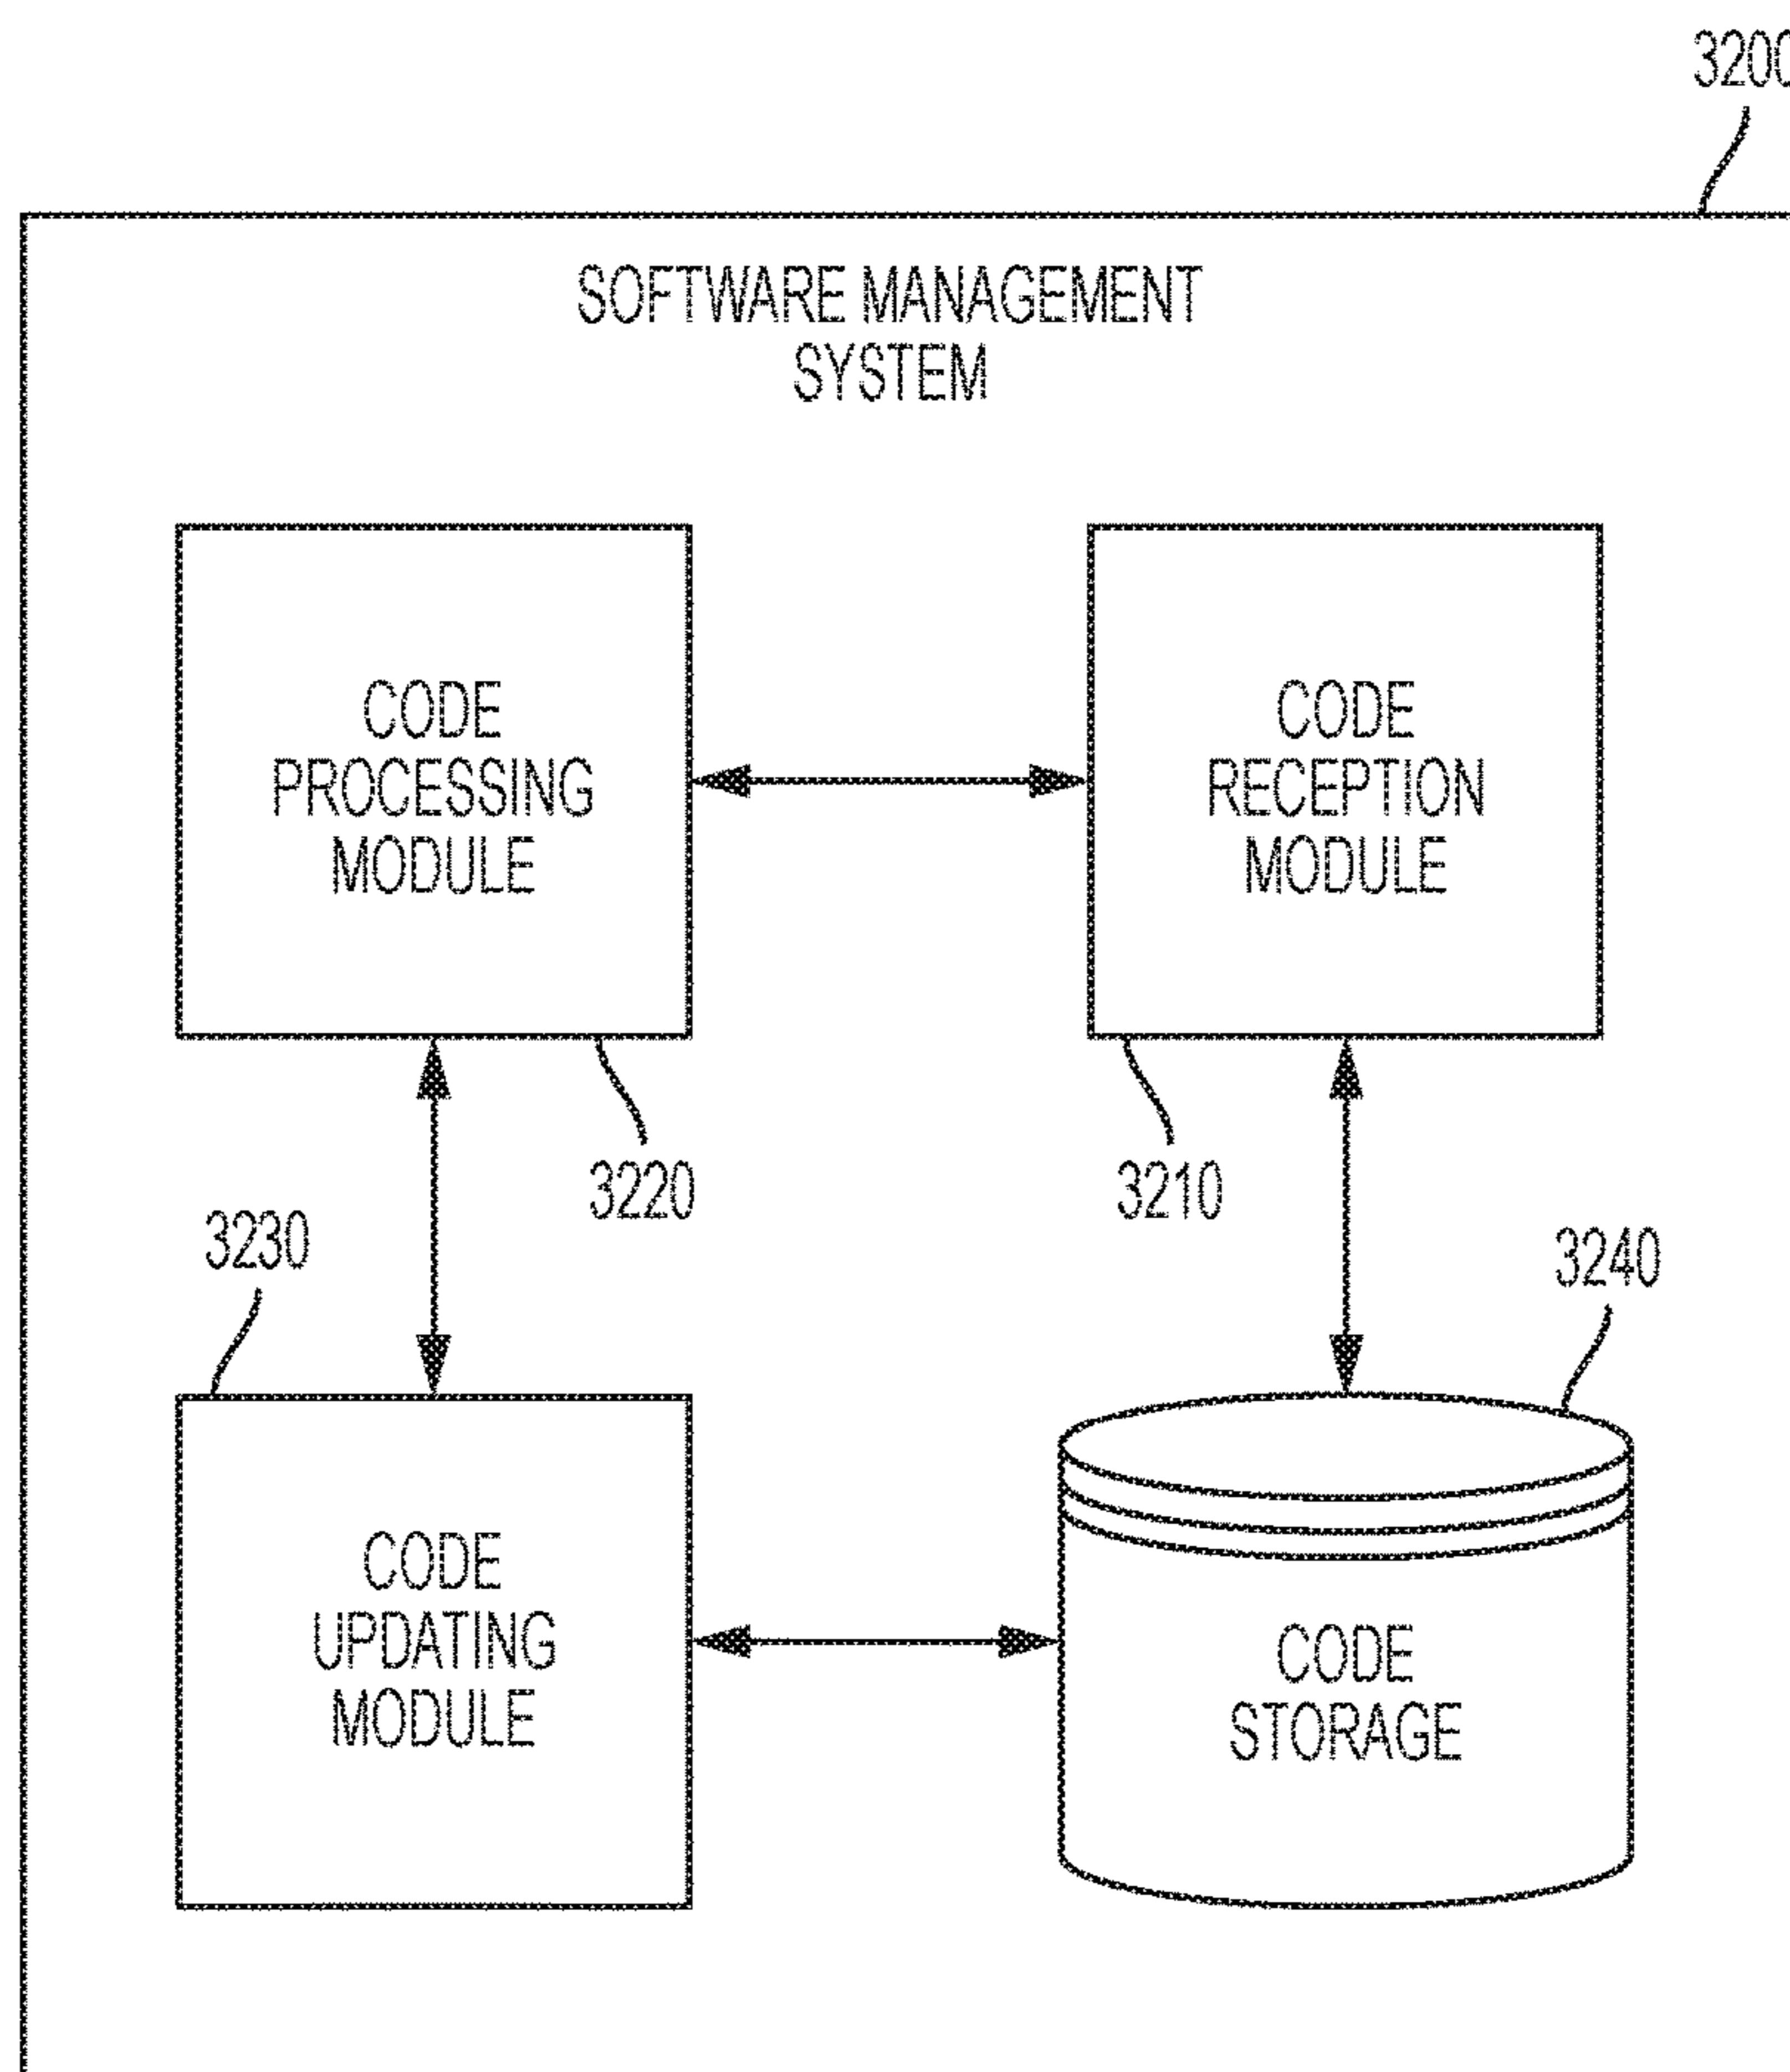 3200
SOFTWARE MANAGEMENT
SYSTEM
CODE
PROCESSING
MODULE
CODE
RECEPTION
MODULE
3220
3210
3230
3240
CODE
UPDATING
MODULE
CODE
STORAGE